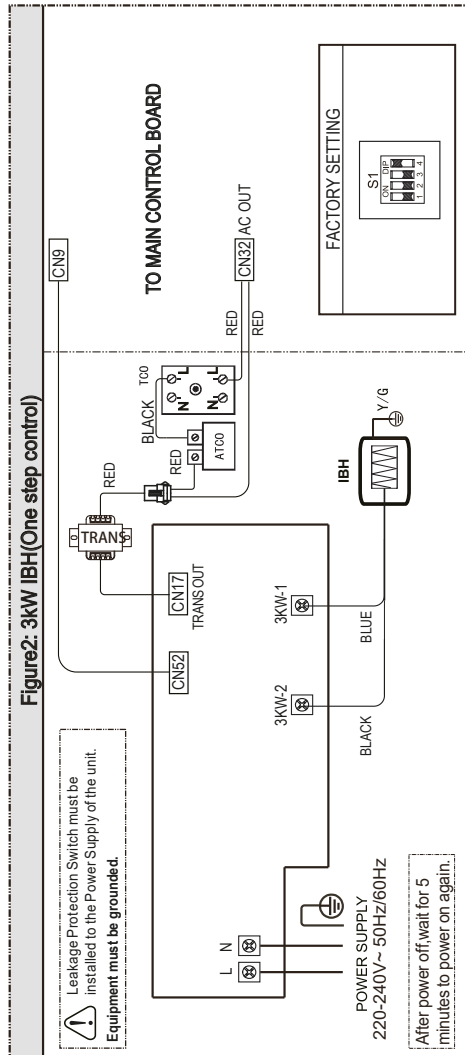 Figure2: 3kW IBH(One step control)
Leakage Protection Switch must be
installed to the Power Supply of the unit.
Equipment must be grounded.
CN9
TO MAIN CONTROL BOARD
TRANS
RED
BLACK
TCO
N
L
N
L
RED
ATCO
RED
RED
CN32 AC OUT
CN52
CN17
TRANS OUT
L
N
3KW-2
3KW-1
BLACK
BLUE
IBH
Y/G
POWER SUPPLY
220-240V~ 50Hz/60Hz
After power off,wait for 5
minutes to power on again.
FACTORY SETTING
S1
ON DIP
1 2 3 4